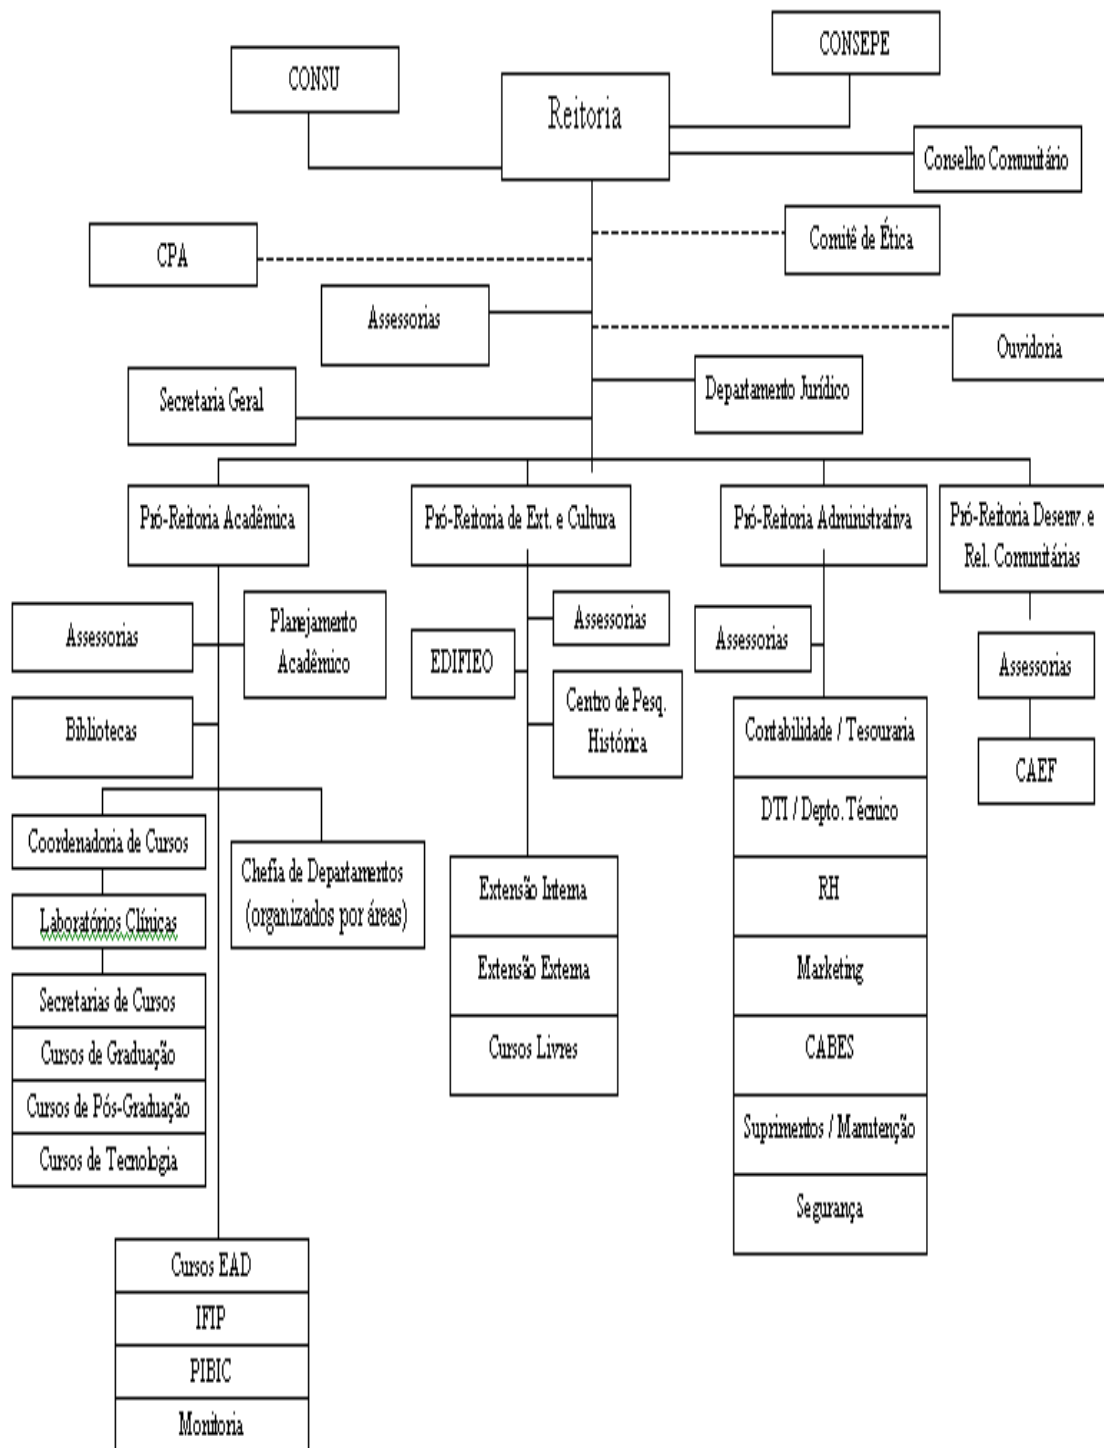 CONSEPE
CONSU
Reitoria
Conselho Comunitário
Comitê de Ética
CPA
Assessorias
Ouvidoria
Departamento Jurídico
Secretaria Geral
Pró-Reitoria Acadêmica
Pró-Reitoria de Ext. e Cultura
Pró-Reitoria Administrativa
Pró-Reitoria Desenv. e
Rel. Comunitárias
Assessorias
Planejamento
Acadêmico
Bibliotecas
Coordenadoria de Cursos
Laboratórios Clínicas
Chefia de Departamentos
(organizados por áreas)
Secretarias de Cursos
Cursos de Graduação
Cursos de Pós-Graduação
Cursos de Tecnologia
Cursos EAD
IFIP
PIBIC
Monitoria
Assessorias
EDIFIEO
Centro de Pesq.
Histórica
Extensão Interna
Extensão Externa
Cursos Livres
Assessorias
Contabilidade / Tesouraria
DTI / Depto. Técnico
RH
Marketing
CABES
Suprimentos / Manutenção
Segurança
Assessorias
CAEF